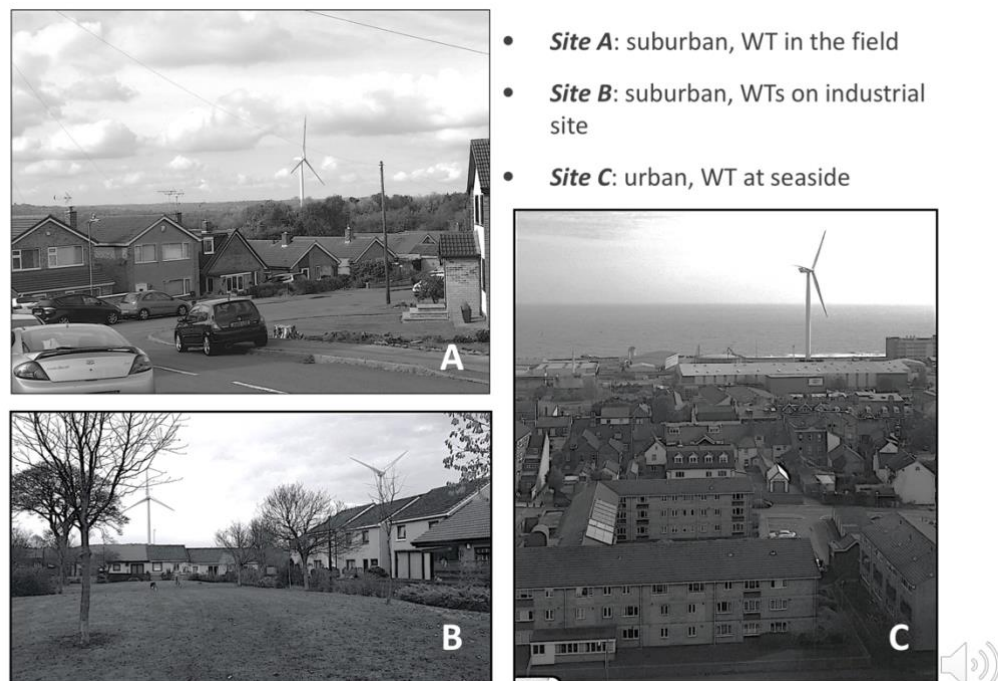 • Site A: suburban, WT in the field
• Site B: suburban, WTs on industrial
site
• Site C: urban, WT at seaside
A
B
C